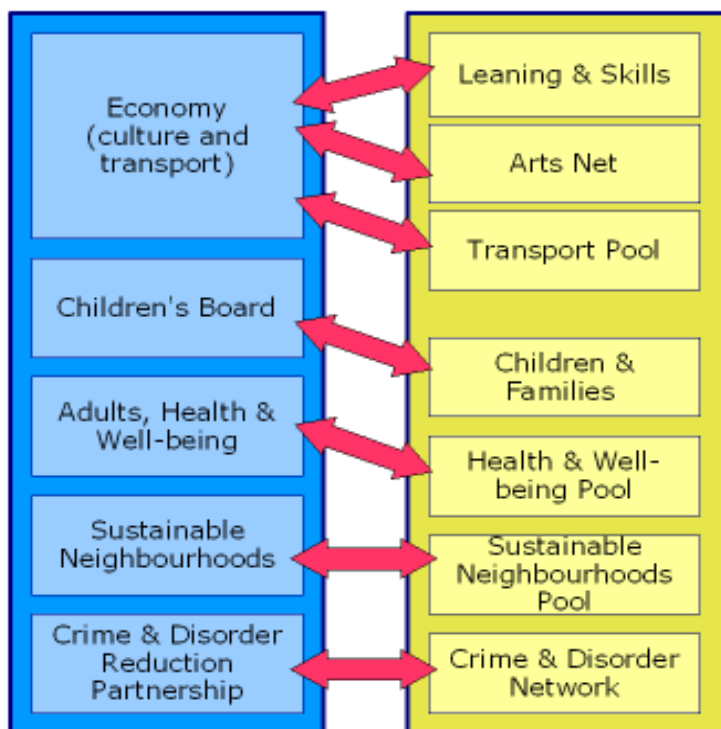 Economy
(culture and
transport)
Children's Board
Adults, Health &
Well-being
Sustainable
Neighbourhoods
Crime & Disorder
Reduction
Partnership
Leaning & Skills
Arts Net
Transport Pool
Children &
Families
Health & Well-
being Pool
Sustainable
Neighbourhoods
Pool
Crime & Disorder
Network